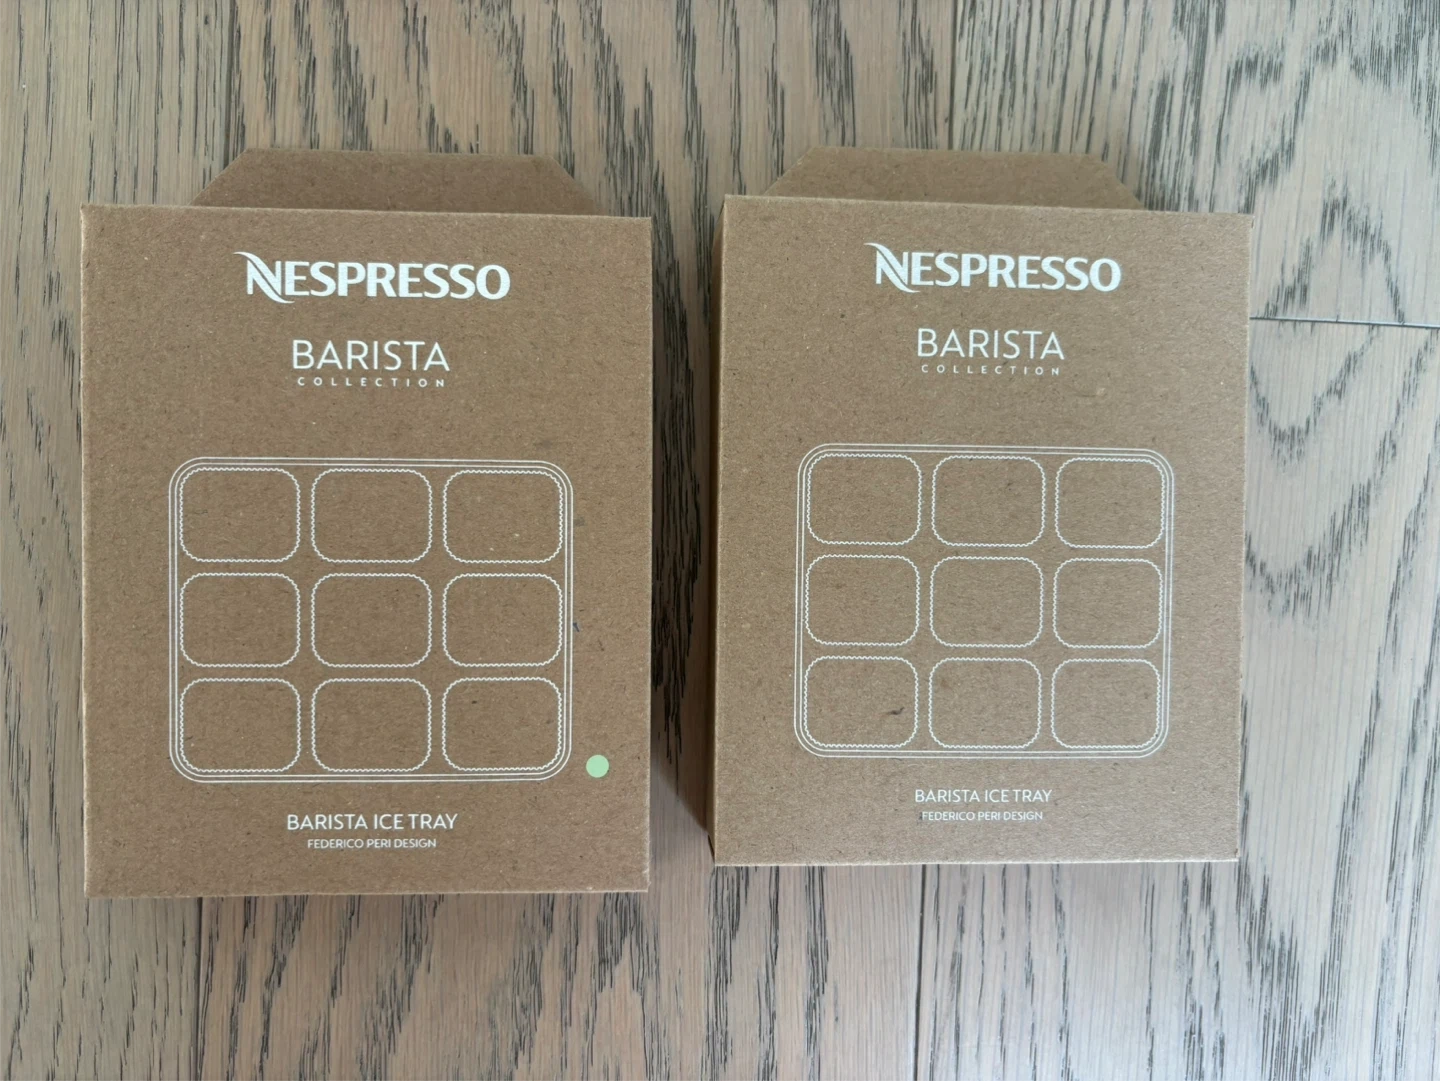 NESPRESSO
BARISTA
COLLECTION
BARISTA ICE TRAY
FEDERICO PERI DESIGN
NESPRESSO
BARISTA
COLLECTION
BARISTA ICE TRAY
FEDERICO PERI DESIGN